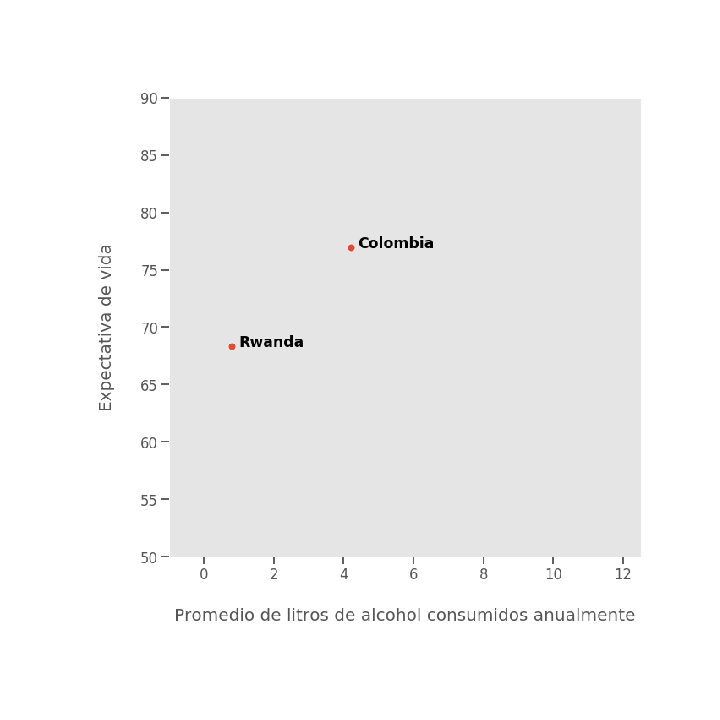 90
85
80
75
70
65
60
55
50
Expectativa de vida
Colombia
Rwanda
0 2 4 6 8 10 12
Promedio de litros de alcohol consumidos anualmente